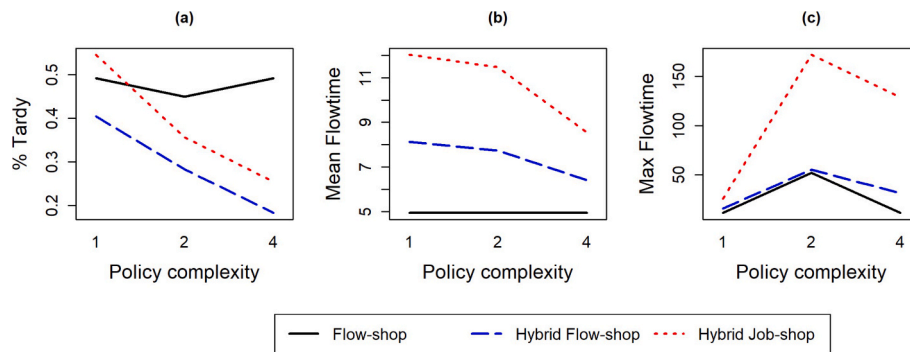 (a)
% Tardy
0.5
0.4
0.3
0.2
1
2
4
Policy complexity
(b)
Mean Flowtime
11
9
7
5
1
2
4
Policy complexity
(c)
Max Flowtime
150
100
50
1
2
4
Policy complexity
Flow-shop
Hybrid Flow-shop
Hybrid Job-shop